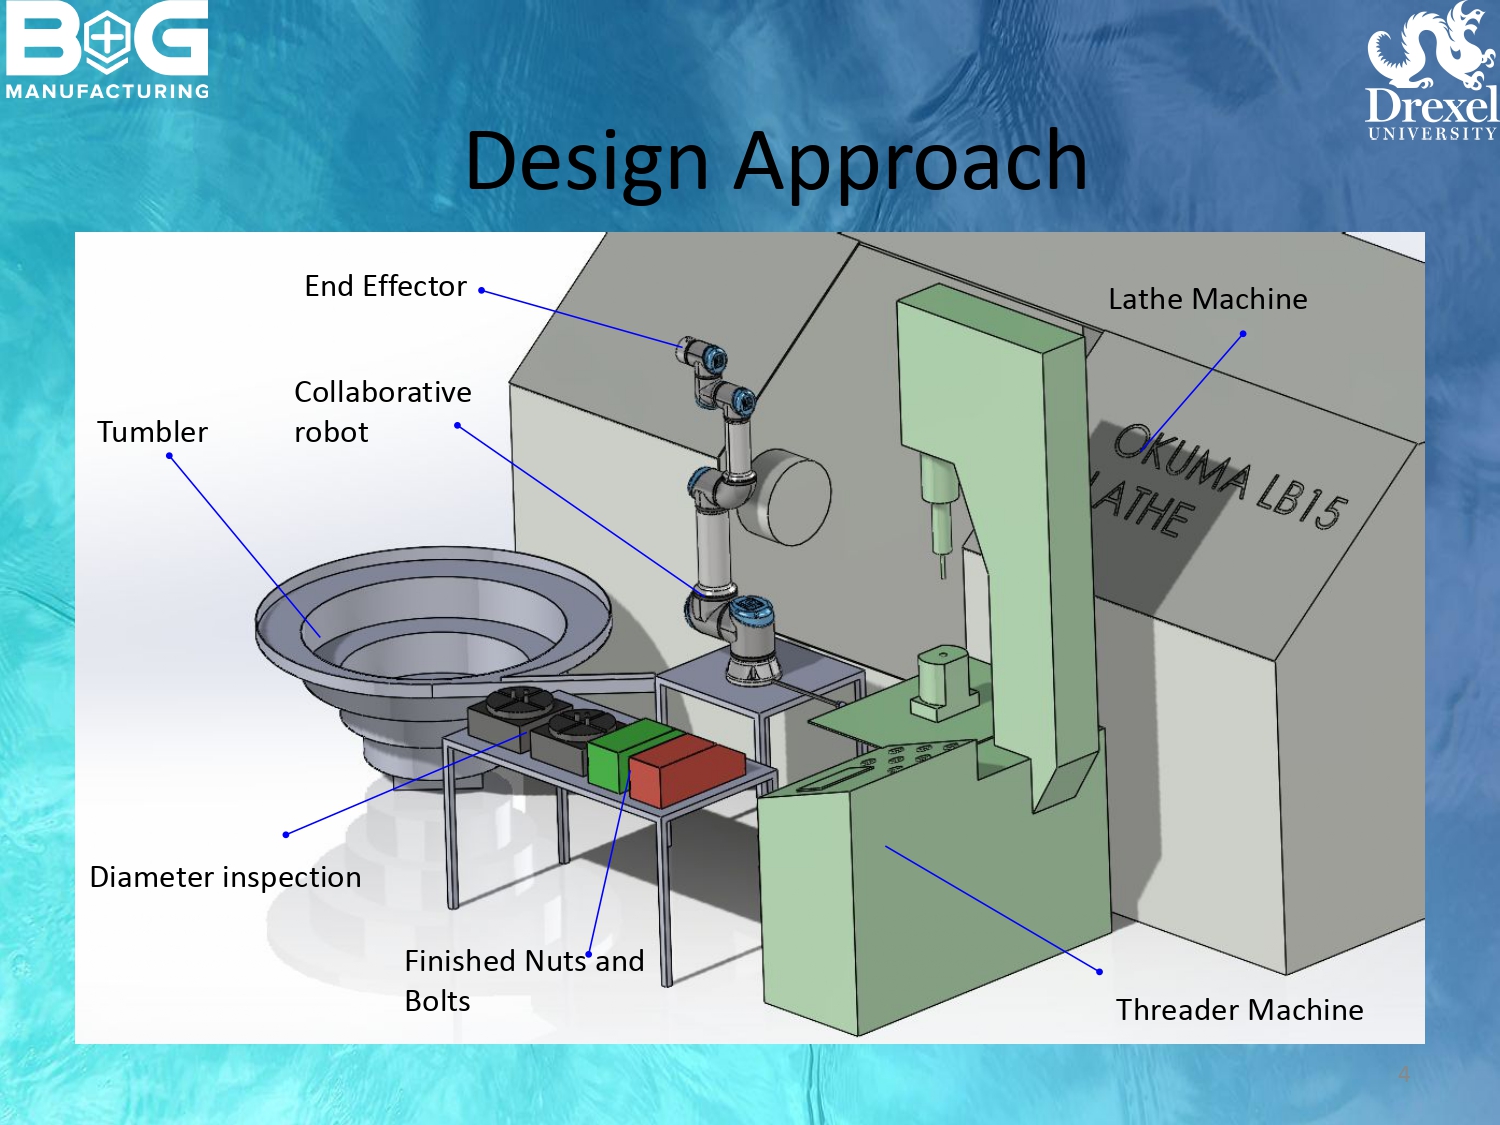 BG
MANUFACTURING
Drexel
UNIVERSITY
Design Approach
End Effector
Lathe Machine
Collaborative
robot
Tumbler
OKUMA LB15
LATHE
Diameter inspection
Finished Nuts and
Bolts
Threader Machine
4